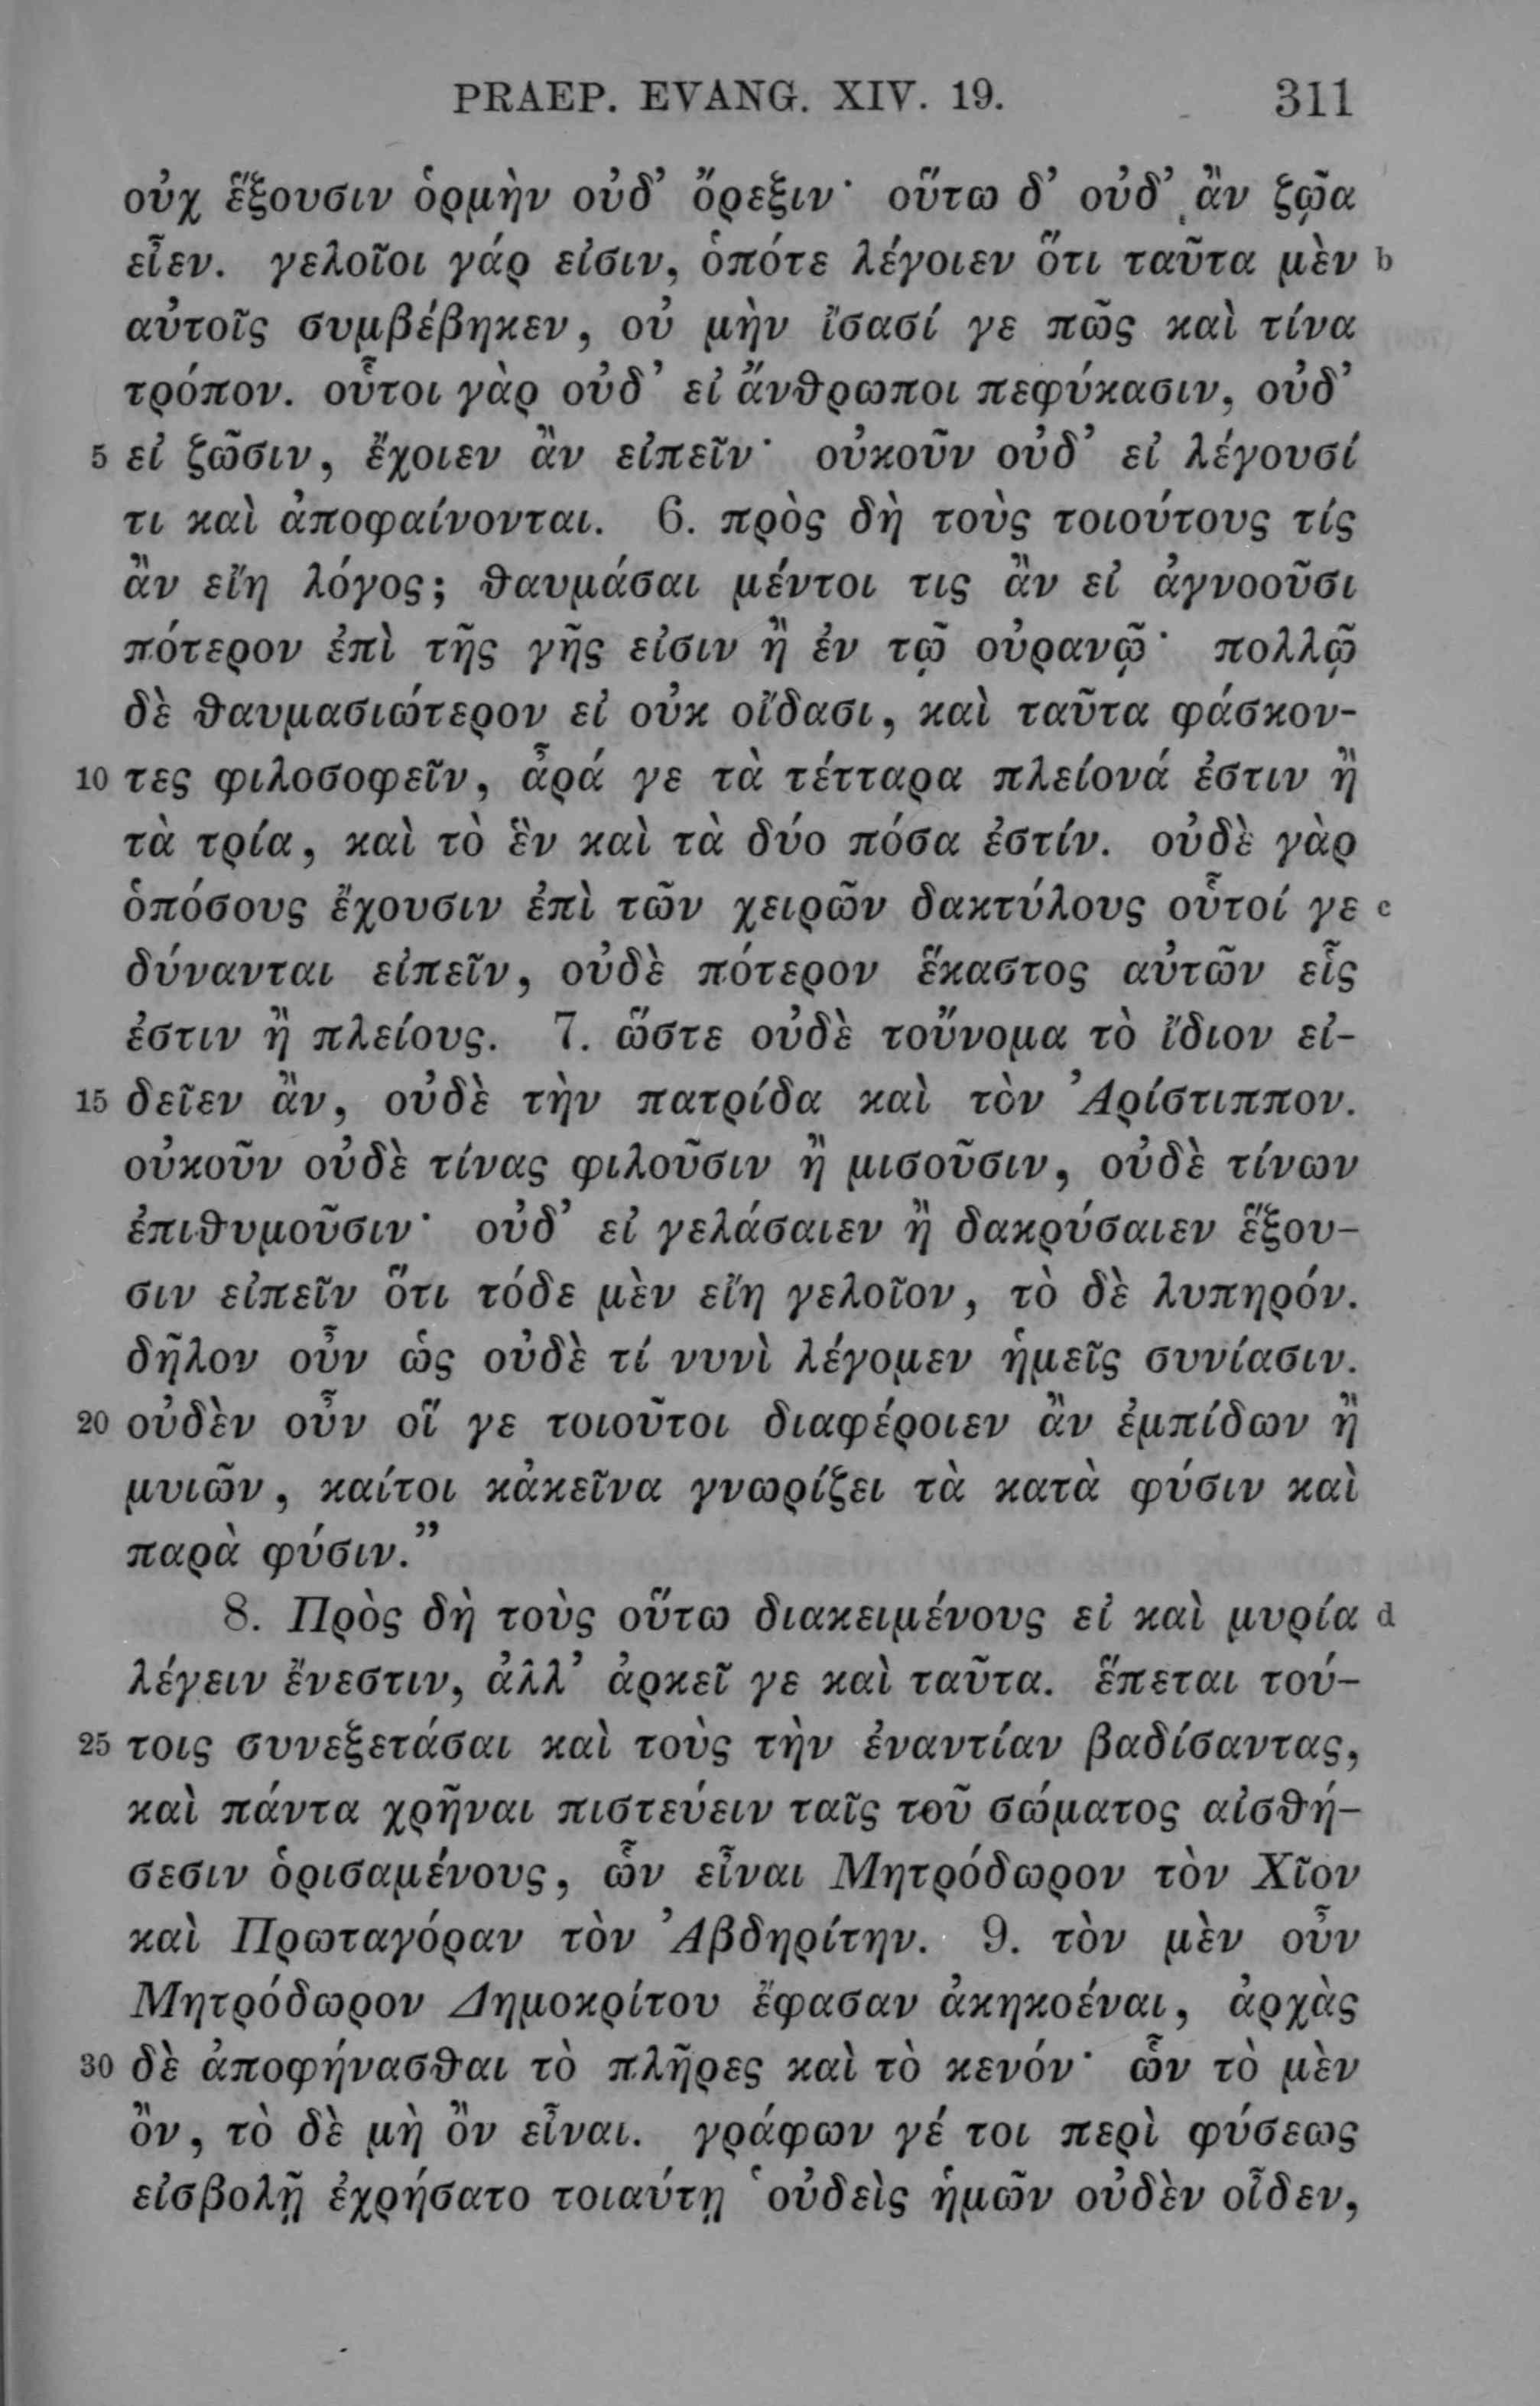 PRAEP. EVANG. XIV. 19. 311
οὐχ ἕξουσιν ὁρμὴν οὐδ’ ὄρεξιν· οὕτω δ’ οὐδ’ ἂν ζῷα
εἶεν. γελοῖοι γάρ εἰσιν, ὁπότε λέγοιεν ὅτι ταῦτα μὲν b
αὐτοῖς συμβέβηκεν, οὐ μὴν ἴσασί γε πῶς καὶ τίνα
τρόπον. οὗτοι γὰρ οὐδ’ εἰ ἄνθρωποι πεφύκασιν, οὐδ’
5 εἰ ζῶσιν, ἔχοιεν ἂν εἰπεῖν· οὐκοῦν οὐδ’ εἰ λέγουσί
τι καὶ ἀποφαίνονται. 6. πρὸς δὴ τοὺς τοιούτους τίς
ἂν εἴη λόγος; θαυμάσαι μέντοι τις ἂν εἰ ἀγνοοῦσι
πότερον ἐπὶ τῆς γῆς εἰσιν ἢ ἐν τῷ οὐρανῷ· πολλῷ
δὲ θαυμασιώτερον εἰ οὐκ οἴδασι, καὶ ταῦτα φάσκον-
10 τες φιλοσοφεῖν, ἆρά γε τὰ τέτταρα πλείονά ἐστιν ἢ
τὰ τρία, καὶ τὸ ἓν καὶ τὰ δύο πόσα ἐστίν. οὐδὲ γὰρ
ὁπόσους ἔχουσιν ἐπὶ τῶν χειρῶν δακτύλους οὗτοί γε c
δύνανται εἰπεῖν, οὐδὲ πότερον ἕκαστος αὐτῶν εἷς
ἐστιν ἢ πλείους. 7. ὥστε οὐδὲ τοὔνομα τὸ ἴδιον εἰ-
15 δεῖεν ἂν, οὐδὲ τὴν πατρίδα καὶ τὸν Ἀρίστιππον.
οὐκοῦν οὐδὲ τίνας φιλοῦσιν ἢ μισοῦσιν, οὐδὲ τίνων
ἐπιθυμοῦσιν· οὐδ’ εἰ γελάσαιεν ἢ δακρύσαιεν ἕξου-
σιν εἰπεῖν ὅτι τόδε μὲν εἴη γελοῖον, τὸ δὲ λυπηρόν.
δῆλον οὖν ὡς οὐδὲ τί νυνὶ λέγομεν ἡμεῖς συνίασιν.
20 οὐδὲν οὖν οἵ γε τοιοῦτοι διαφέροιεν ἂν ἐμπίδων ἢ
μυιῶν, καίτοι κἀκεῖνα γνωρίζει τὰ κατὰ φύσιν καὶ
παρὰ φύσιν.”
8. Πρὸς δὴ τοὺς οὕτω διακειμένους εἰ καὶ μυρία d
λέγειν ἔνεστιν, ἀλλ’ ἀρκεῖ γε καὶ ταῦτα. ἕπεται τού-
25 τοις συνεξετάσαι καὶ τοὺς τὴν ἐναντίαν βαδίσαντας,
καὶ πάντα χρῆναι πιστεύειν ταῖς τοῦ σώματος αἰσθή-
σεσιν ὁρισαμένους, ὧν εἶναι Μητρόδωρον τὸν Χῖον
καὶ Πρωταγόραν τὸν Ἀβδηρίτην. 9. τὸν μὲν οὖν
Μητρόδωρον Δημοκρίτου ἔφασαν ἀκηκοέναι, ἀρχὰς
30 δὲ ἀποφήνασθαι τὸ πλῆρες καὶ τὸ κενόν· ὧν τὸ μὲν
ὂν, τὸ δὲ μὴ ὂν εἶναι. γράφων γέ τοι περὶ φύσεως
εἰσβολῇ ἐχρήσατο τοιαύτῃ ‘οὐδεὶς ἡμῶν οὐδὲν οἶδεν,